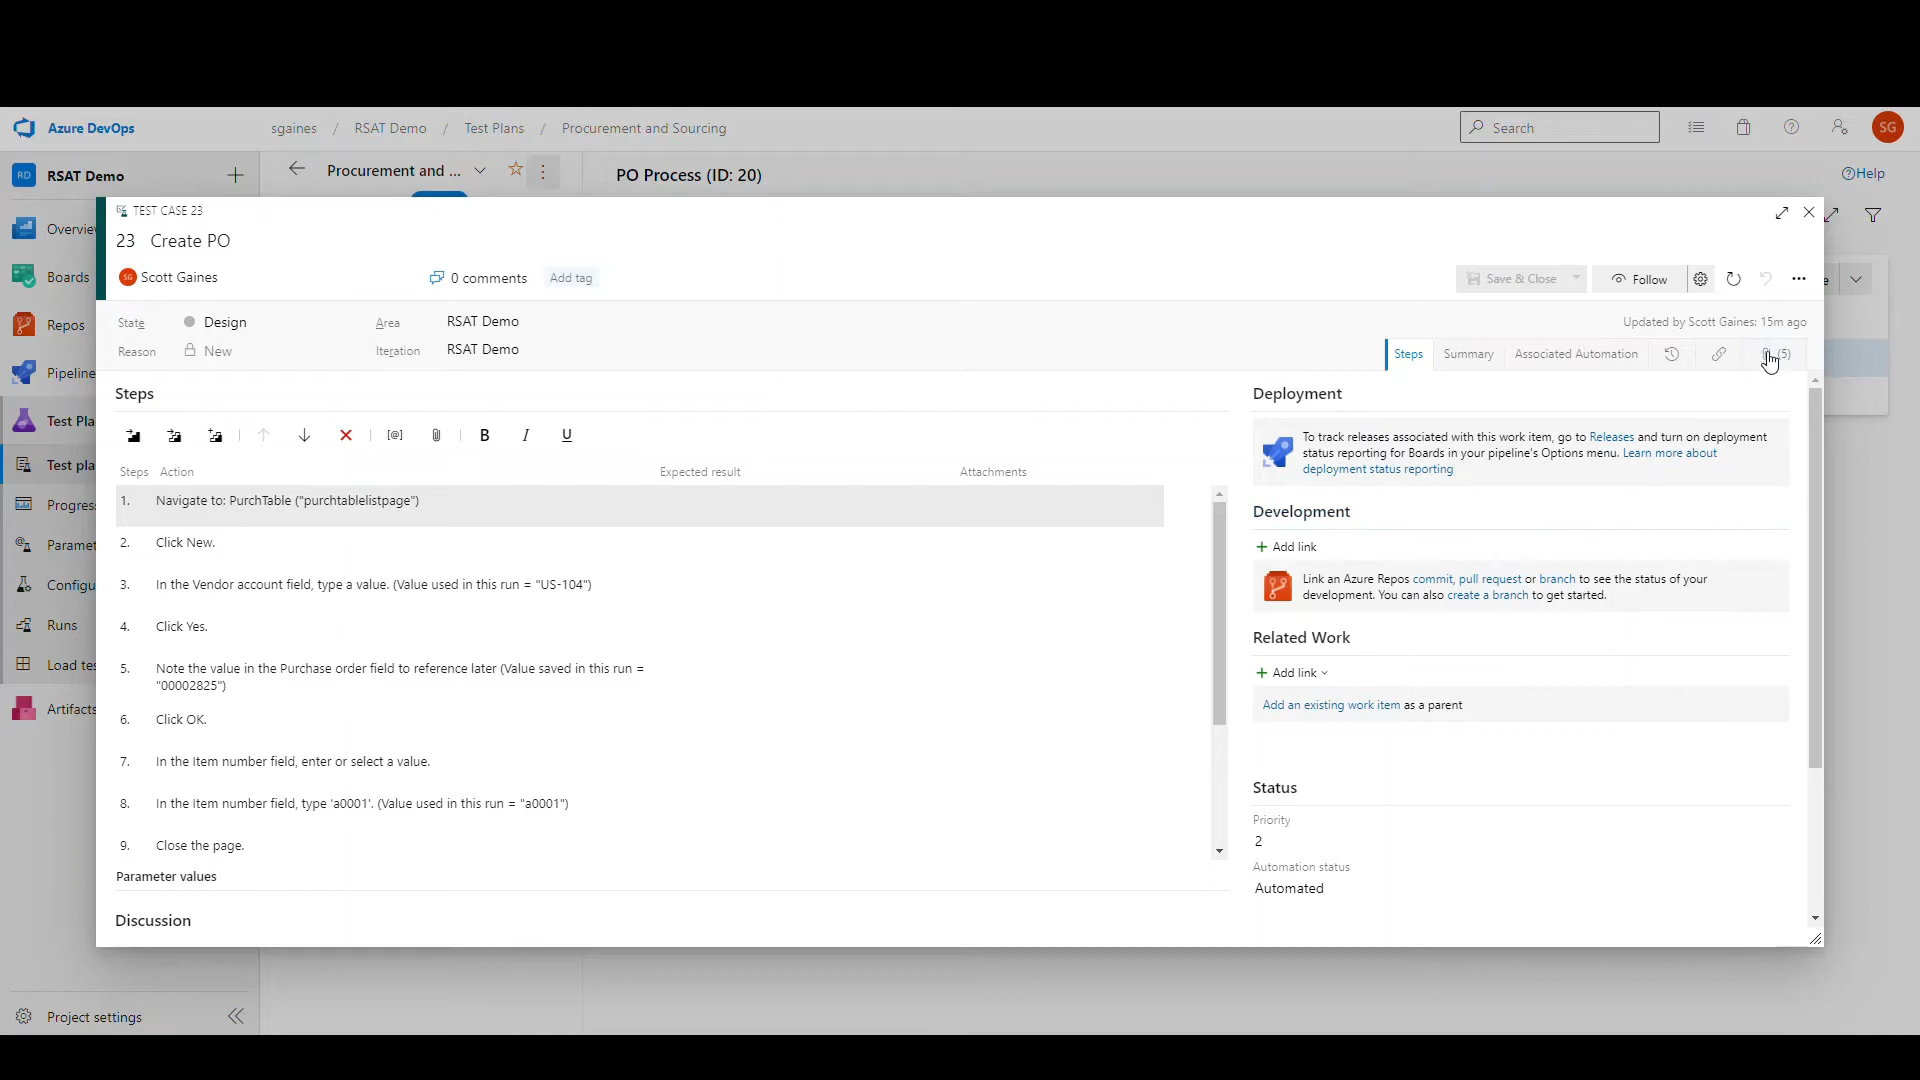 Azure DevOps
sgaines / RSAT Demo / Test Plans / Procurement and Sourcing
Search
SG
RD RSAT Demo
Procurement and ...
PO Process (ID: 20)
Help
TEST CASE 23
23 Create PO
SG Scott Gaines
0 comments
Add tag
Save & Close
Follow
e
State Design
Area RSAT Demo
Updated by Scott Gaines: 15m ago
Reason New
Iteration RSAT Demo
Steps Summary Associated Automation (5)
Overvie
Boards
Repos
Pipeline
Test Pla
Test pla
Progres
Paramet
Configu
Runs
Load tes
Artifacts
Project settings
Steps
B I U
Steps Action Expected result Attachments
1. Navigate to: PurchTable ("purchtablelistpage")
2. Click New.
3. In the Vendor account field, type a value. (Value used in this run = "US-104")
4. Click Yes.
5. Note the value in the Purchase order field to reference later (Value saved in this run =
"00002825")
6. Click OK.
7. In the Item number field, enter or select a value.
8. In the Item number field, type 'a0001'. (Value used in this run = "a0001")
9. Close the page.
Parameter values
Discussion
Deployment
To track releases associated with this work item, go to Releases and turn on deployment
status reporting for Boards in your pipeline's Options menu. Learn more about
deployment status reporting
Development
+ Add link
Link an Azure Repos commit, pull request or branch to see the status of your
development. You can also create a branch to get started.
Related Work
+ Add link
Add an existing work item as a parent
Status
Priority
2
Automation status
Automated